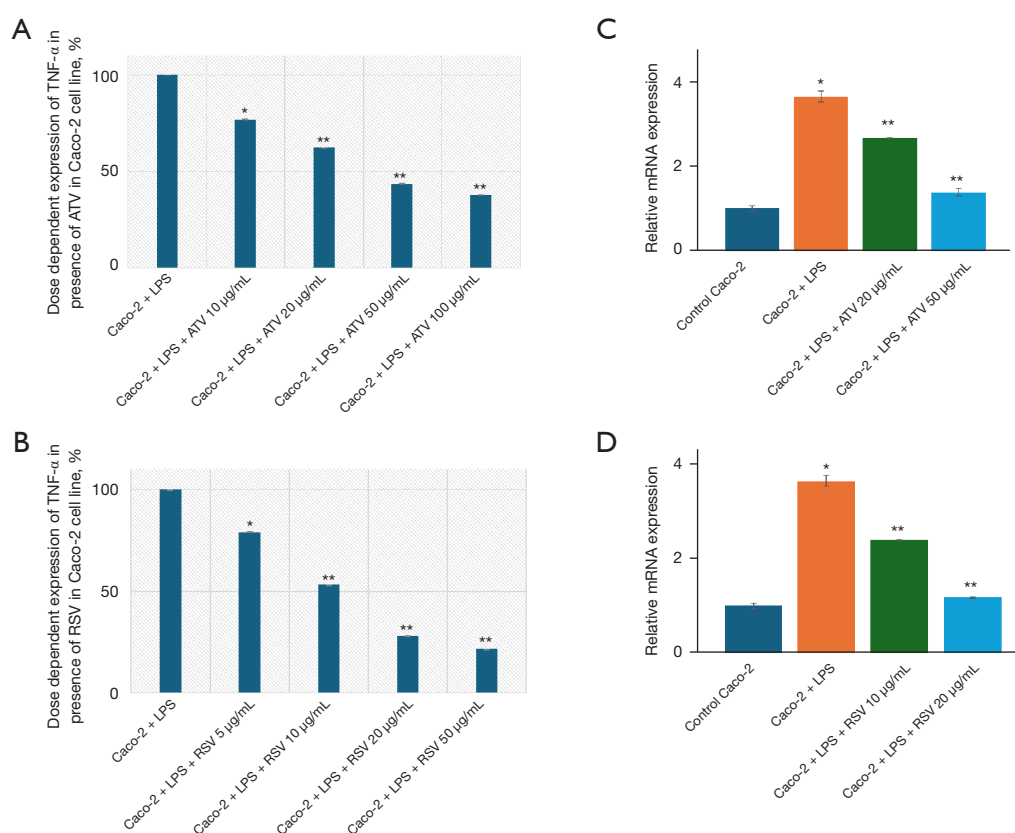 A
Dose dependent expression of TNF-α in
presence of ATV in Caco-2 cell line, %
100
50
0
*
**
**
**
Caco-2 + LPS
Caco-2 + LPS + ATV 10 μg/mL
Caco-2 + LPS + ATV 20 μg/mL
Caco-2 + LPS + ATV 50 μg/mL
Caco-2 + LPS + ATV 100 μg/mL
B
Dose dependent expression of TNF-α in
presence of RSV in Caco-2 cell line, %
100
50
0
*
**
**
**
Caco-2 + LPS
Caco-2 + LPS + RSV 5 μg/mL
Caco-2 + LPS + RSV 10 μg/mL
Caco-2 + LPS + RSV 20 μg/mL
Caco-2 + LPS + RSV 50 μg/mL
C
Relative mRNA expression
4
2
0
*
**
**
Control Caco-2
Caco-2 + LPS
Caco-2 + LPS + ATV 20 μg/mL
Caco-2 + LPS + ATV 50 μg/mL
D
Relative mRNA expression
4
2
0
*
**
**
Control Caco-2
Caco-2 + LPS
Caco-2 + LPS + RSV 10 μg/mL
Caco-2 + LPS + RSV 20 μg/mL